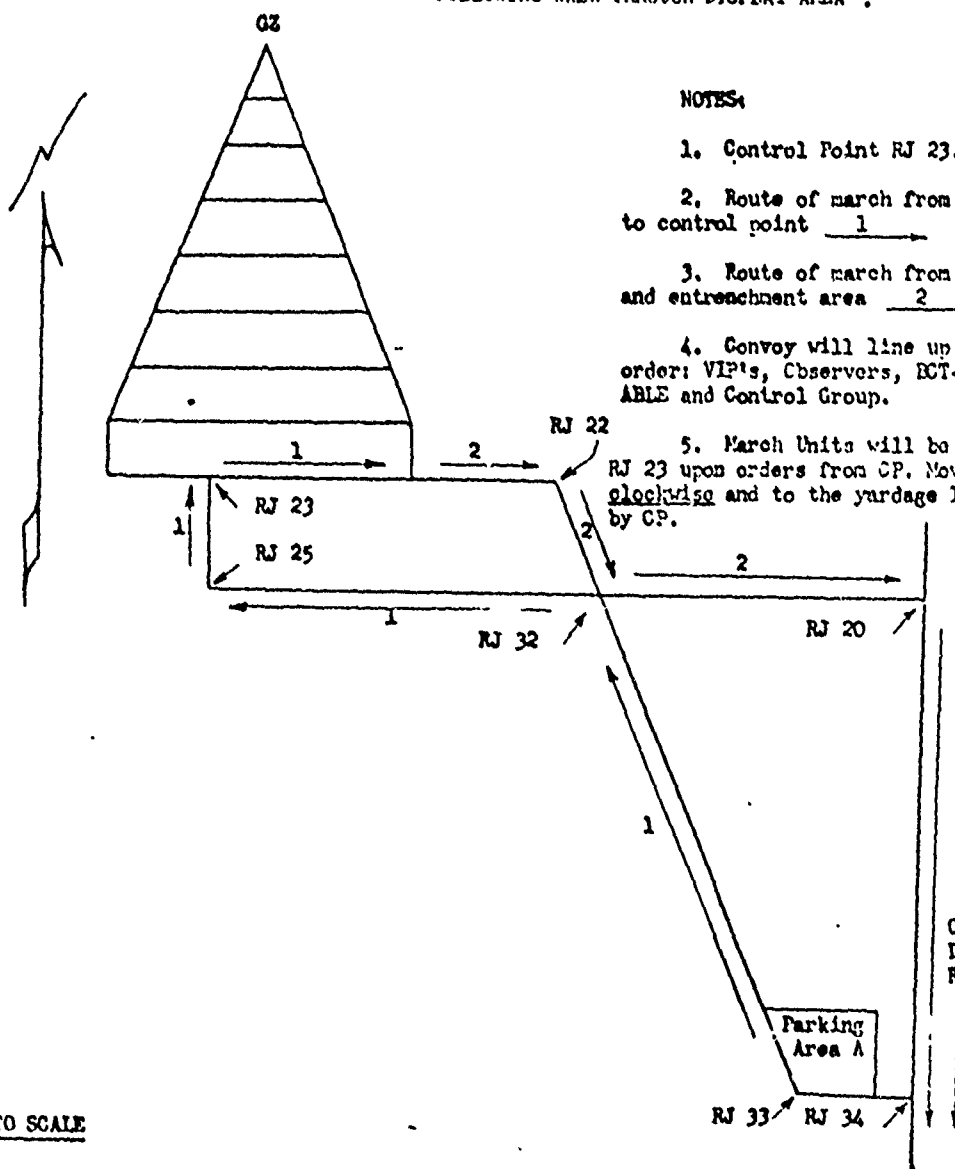 GZ
NOTES:
1. Control Point RJ 23.
2. Route of march from
to control point 1
3. Route of march from
and entrenchment area 2
4. Convoy will line up
order: VIP's, Observers, BCT-
ABLE and Control Group.
5. March Units will be
RJ 23 upon orders from CP. Mov
clockwise and to the yardage l
by CP.
RJ 22
1
2
RJ 23
1
RJ 25
2
2
1
RJ 32
RJ 20
1
Parking
Area A
RJ 33
RJ 34
TO SCALE